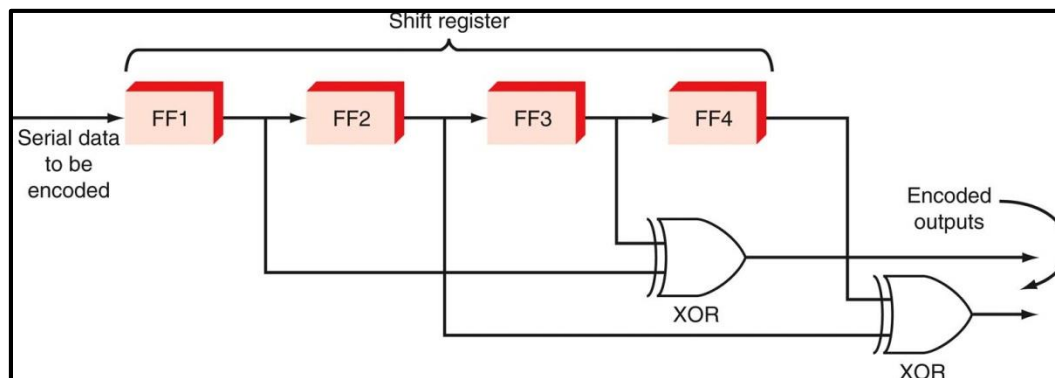 Shift register
FF1 FF2 FF3 FF4
Serial data
to be
encoded
Encoded
outputs
XOR
XOR